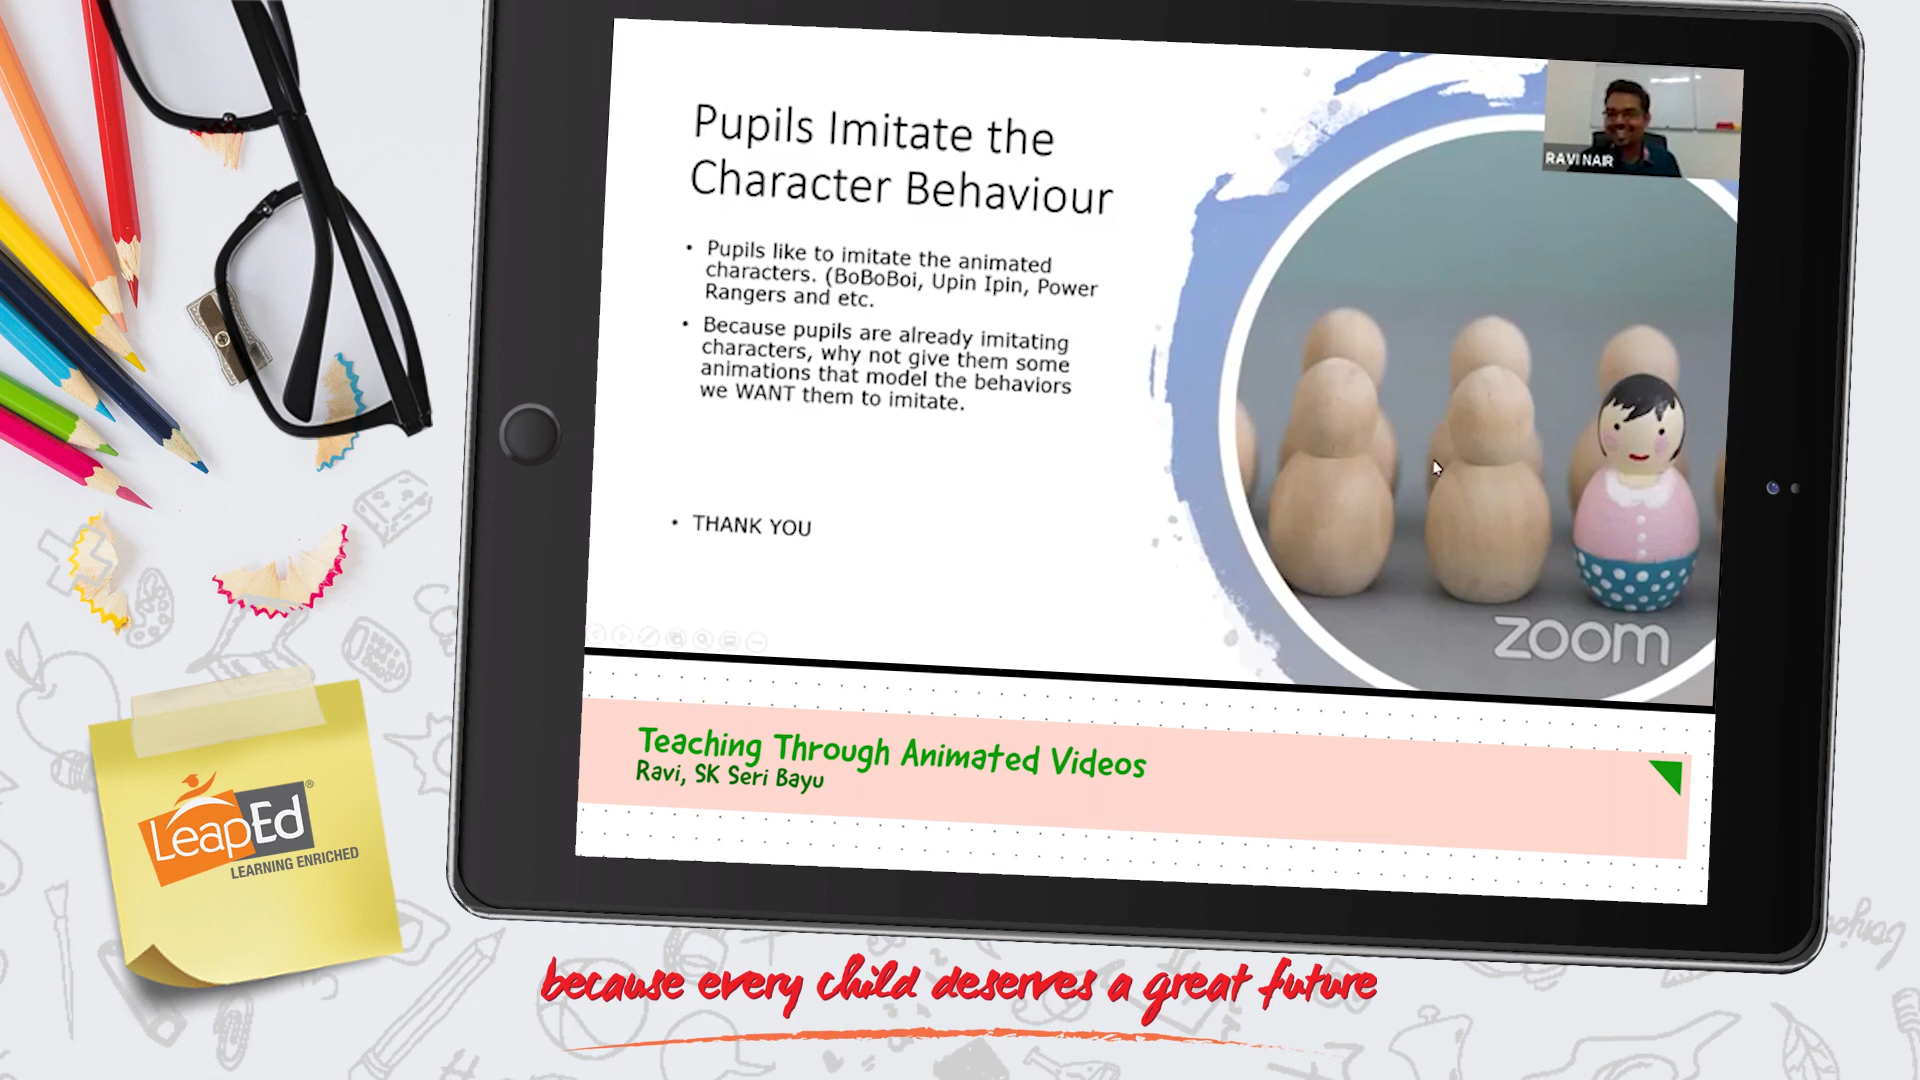 Pupils Imitate the
Character Behaviour
• Pupils like to imitate the animated
characters. (BoBoBoi, Upin Ipin, Power
Rangers and etc.
• Because pupils are already imitating
characters, why not give them some
animations that model the behaviors
we WANT them to imitate.
• THANK YOU
RAVI NAIR
zoom
Teaching Through Animated Videos
Ravi, SK Seri Bayu
LeapEd®
LEARNING ENRICHED
because every child deserves a great future